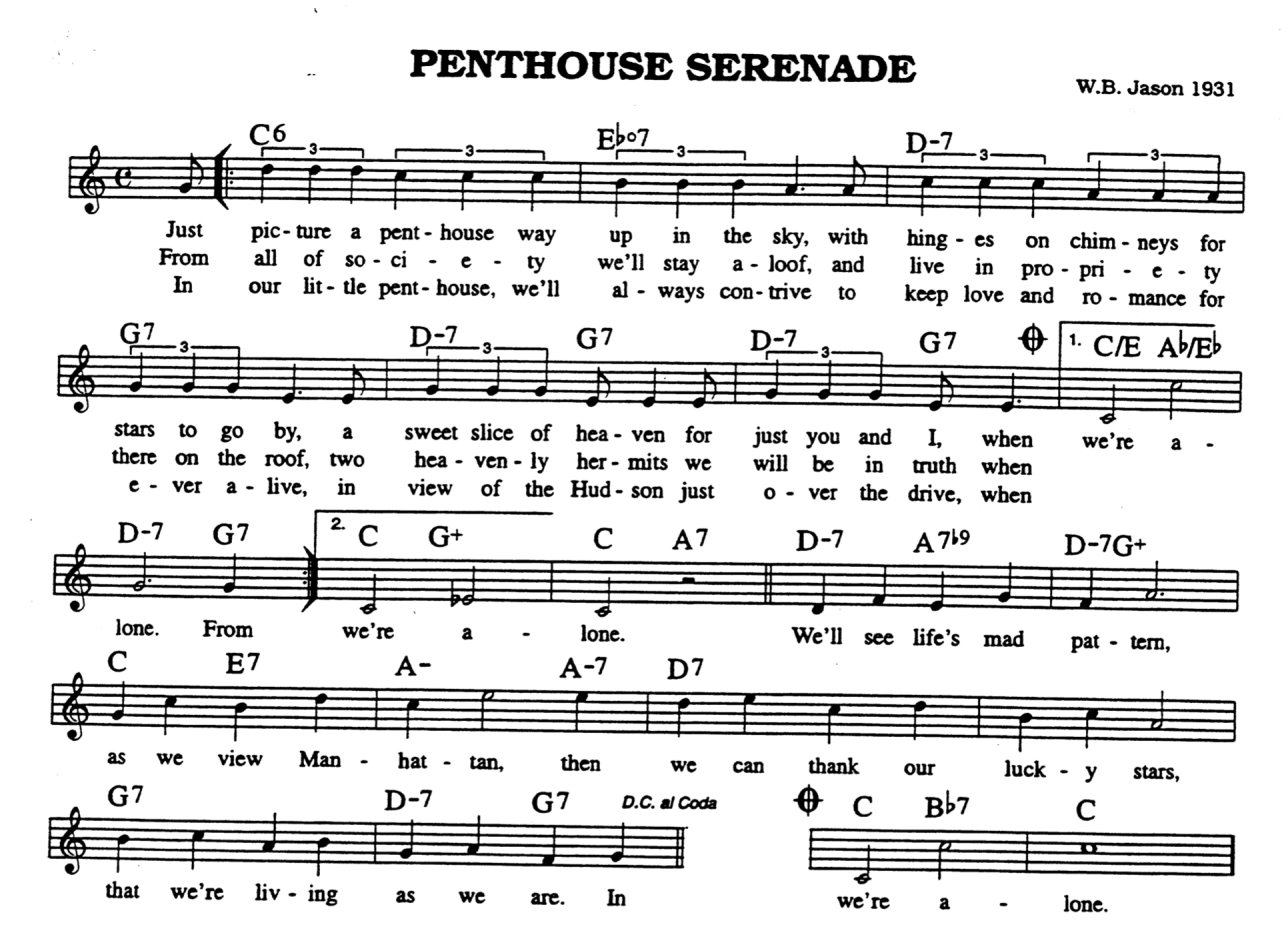 PENTHOUSE SERENADE
W.B. Jason 1931
C6 E♭°7 D-7
3 3 3 3 3
Just pic - ture a pent - house way up in the sky, with hing - es on chim - neys for
From all of so - ci - e - ty we'll stay a - loof, and live in pro - pri - e - ty
In our lit - tle pent - house, we'll al - ways con - trive to keep love and ro - mance for
G7 D-7 G7 D-7 G7 1. C/E A♭/E♭
3 3 3
stars to go by, a sweet slice of hea - ven for just you and I, when we're a -
there on the roof, two hea - ven - ly her - mits we will be in truth when
e - ver a - live, in view of the Hud - son just o - ver the drive, when
D-7 G7 2. C G+ C A7 D-7 A7♭9 D-7G+
lone. From we're a - lone. We'll see life's mad pat - tern,
C E7 A- A-7 D7
as we view Man - hat - tan, then we can thank our luck - y stars,
G7 D-7 G7 D.C. al Coda C B♭7 C
that we're liv - ing as we are. In we're a - lone.